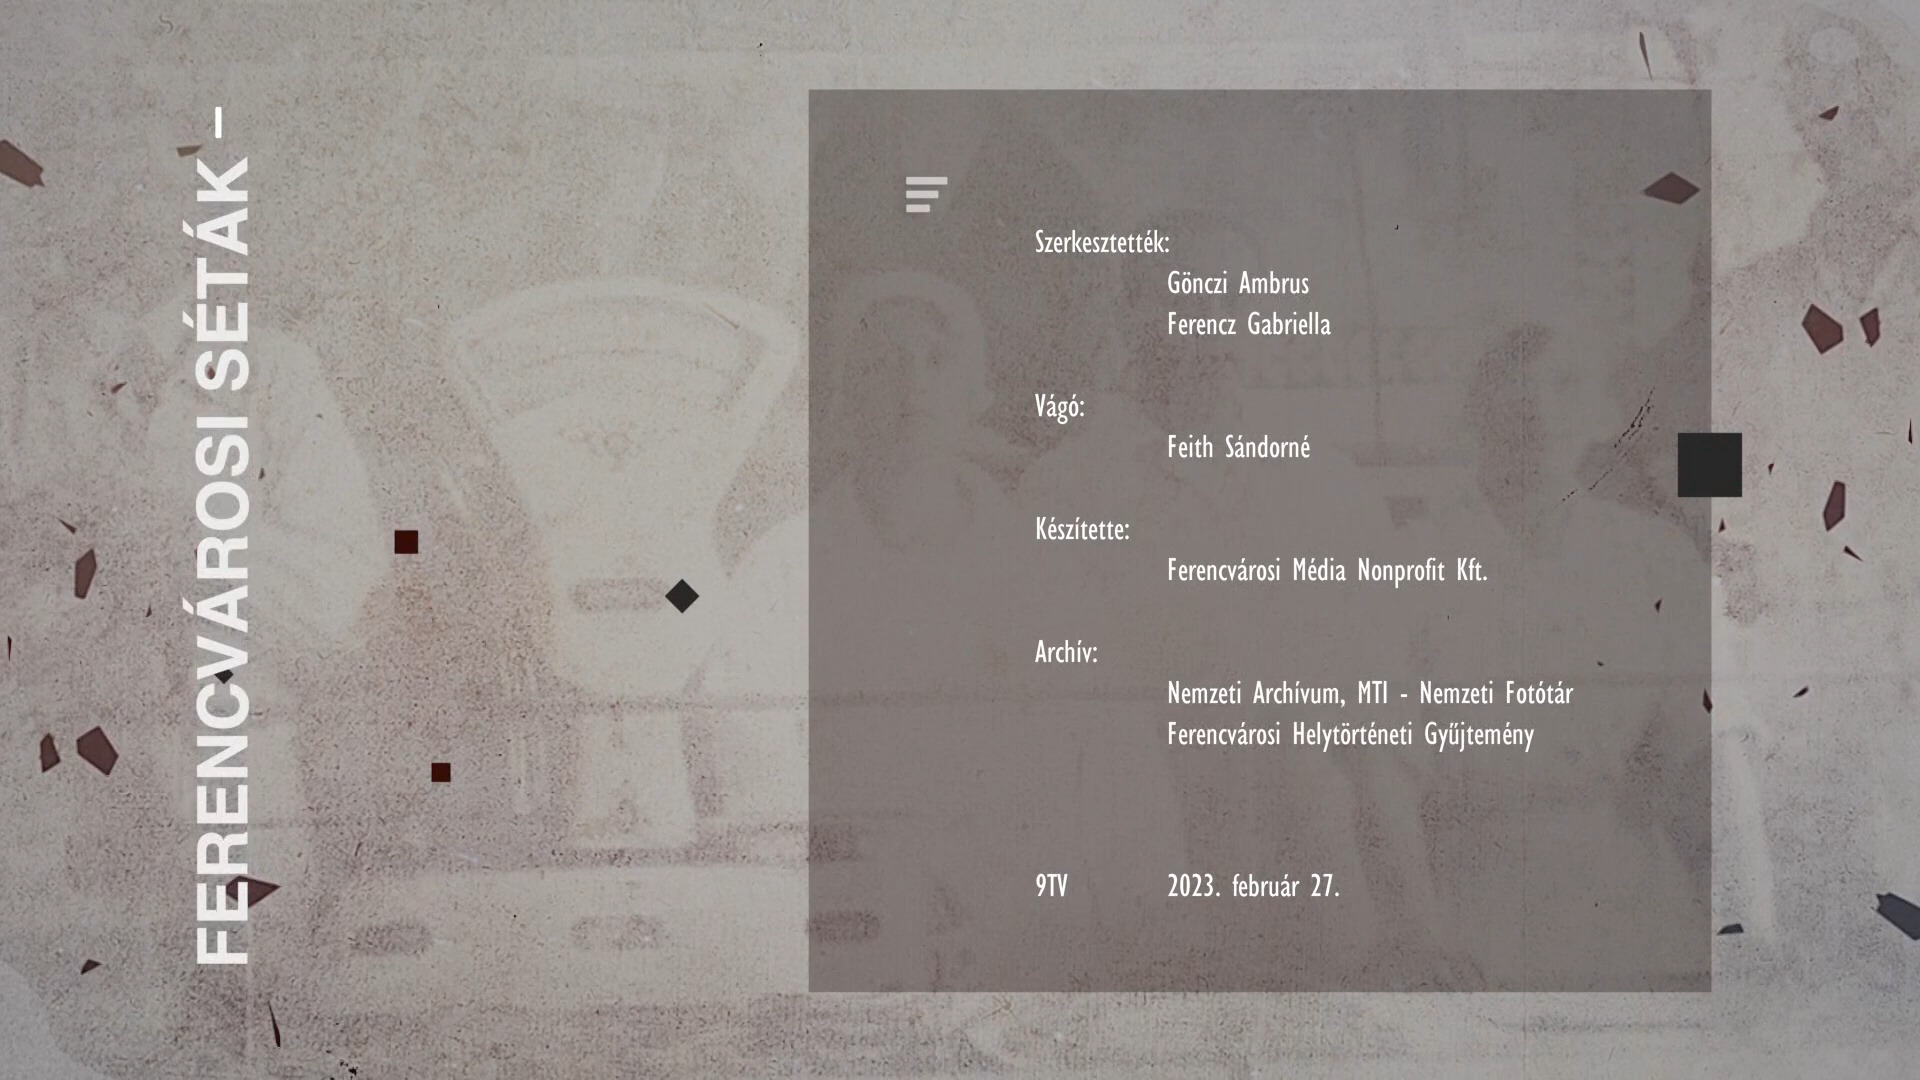 FERENCVÁROSI SÉTÁK –
Szerkesztették:
Gönczi Ambrus
Ferencz Gabriella
Vágó:
Feith Sándorné
Készítette:
Ferencvárosi Média Nonprofit Kft.
Archív:
Nemzeti Archívum, MTI - Nemzeti Fotótár
Ferencvárosi Helytörténeti Gyűjtemény
9TV 2023. február 27.